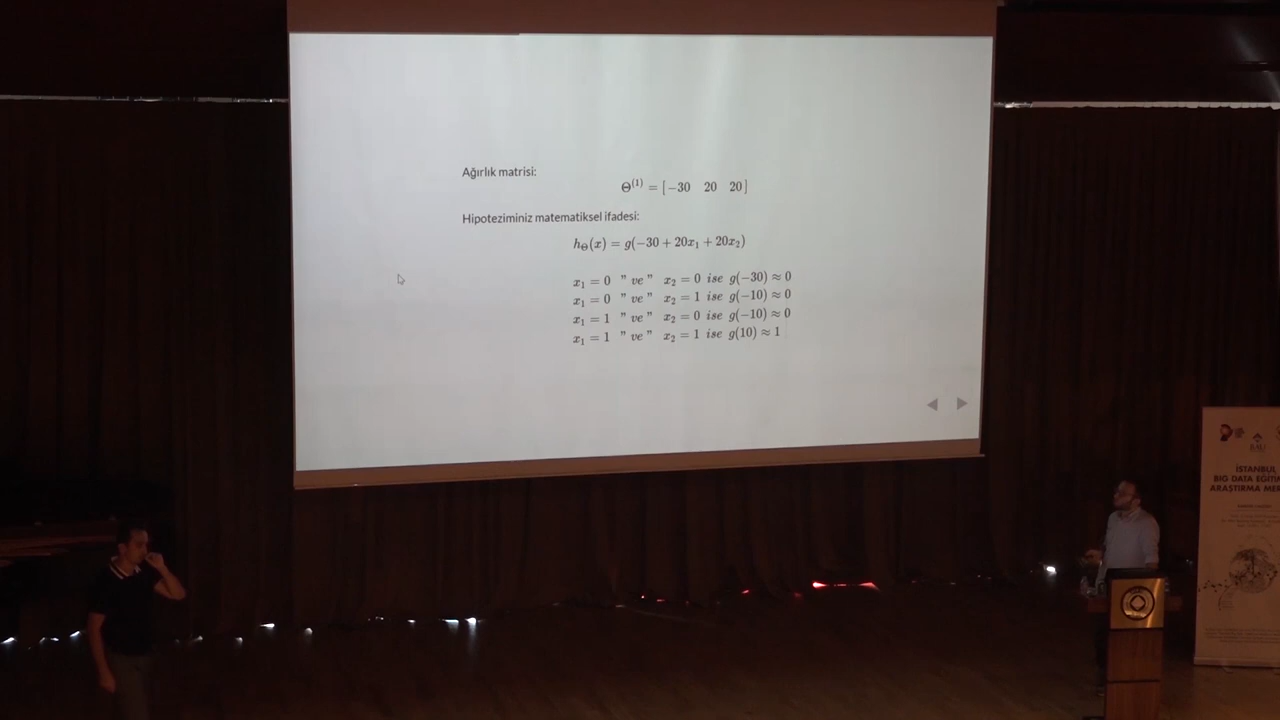 Ağırlık matrisi:
Θ⁽¹⁾ = [−30 20 20]
Hipoteziminiz matematiksel ifadesi:
h_Θ(x) = g(−30 + 20x₁ + 20x₂)
x₁ = 0 ” ve ” x₂ = 0 ise g(−30) ≈ 0
x₁ = 0 ” ve ” x₂ = 1 ise g(−10) ≈ 0
x₁ = 1 ” ve ” x₂ = 0 ise g(−10) ≈ 0
x₁ = 1 ” ve ” x₂ = 1 ise g(10) ≈ 1
İSTANBUL
BIG DATA EĞİTİ
ARAŞTIRMA MER